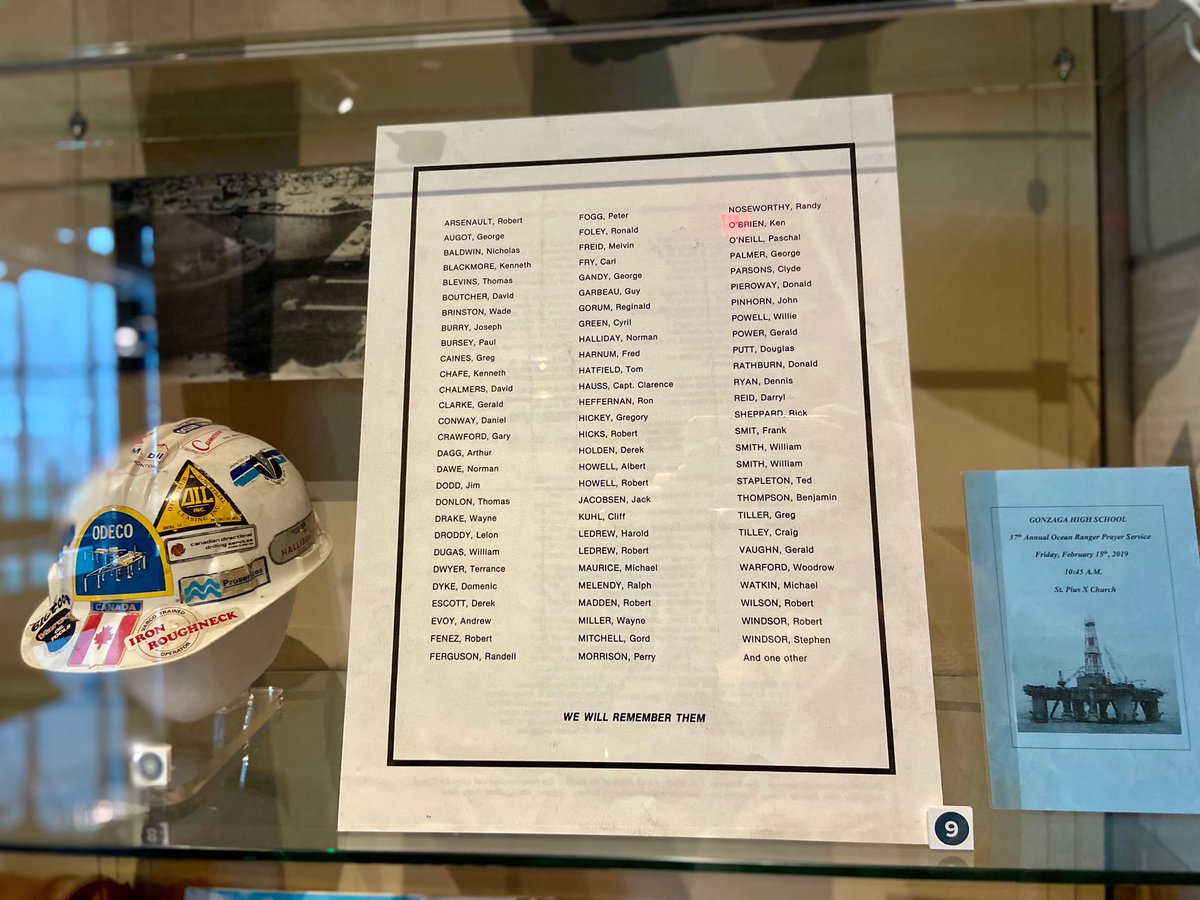 ARSENAULT, Robert
AUGOT, George
BALDWIN, Nicholas
BLACKMORE, Kenneth
BLEVINS, Thomas
BOUTCHER, David
BRINSTON, Wade
BURRY, Joseph
BURSEY, Paul
CAINES, Greg
CHAFE, Kenneth
CHALMERS, David
CLARKE, Gerald
CONWAY, Daniel
CRAWFORD, Gary
DAGG, Arthur
DAWE, Norman
DODD, Jim
DONLON, Thomas
DRAKE, Wayne
DRODDY, Lelon
DUGAS, William
DWYER, Terrance
DYKE, Domenic
ESCOTT, Derek
EVOY, Andrew
FENEZ, Robert
FERGUSON, Randell
FOGG, Peter
FOLEY, Ronald
FREID, Melvin
FRY, Carl
GANDY, George
GARBEAU, Guy
GORUM, Reginald
GREEN, Cyril
HALLIDAY, Norman
HARNUM, Fred
HATFIELD, Tom
HAUSS, Capt. Clarence
HEFFERNAN, Ron
HICKEY, Gregory
HICKS, Robert
HOLDEN, Derek
HOWELL, Albert
HOWELL, Robert
JACOBSEN, Jack
KUHL, Cliff
LEDREW, Harold
LEDREW, Robert
MAURICE, Michael
MELENDY, Ralph
MADDEN, Robert
MILLER, Wayne
MITCHELL, Gord
MORRISON, Perry
NOSEWORTHY, Randy
O'BRIEN, Ken
O'NEILL, Paschal
PALMER, George
PARSONS, Clyde
PIEROWAY, Donald
PINHORN, John
POWELL, Willie
POWER, Gerald
PUTT, Douglas
RATHBURN, Donald
RYAN, Dennis
REID, Darryl
SHEPPARD, Rick
SMIT, Frank
SMITH, William
SMITH, William
STAPLETON, Ted
THOMPSON, Benjamin
TILLER, Greg
TILLEY, Craig
VAUGHN, Gerald
WARFORD, Woodrow
WATKIN, Michael
WILSON, Robert
WINDSOR, Robert
WINDSOR, Stephen
And one other
WE WILL REMEMBER THEM
9
GONZAGA HIGH SCHOOL
37th Annual Ocean Ranger Prayer Service
Friday, February 15th, 2019
10:45 A.M.
St. Pius X Church
OIL
INC.
LEASING INC.
ODECO
canadian directional
drilling services
CANADA
TRAINED
IRON ROUGHNECK
OPERATOR